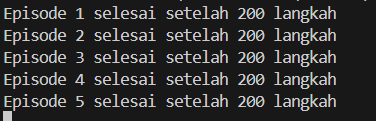 Episode 1 selesai setelah 200 langkah
Episode 2 selesai setelah 200 langkah
Episode 3 selesai setelah 200 langkah
Episode 4 selesai setelah 200 langkah
Episode 5 selesai setelah 200 langkah